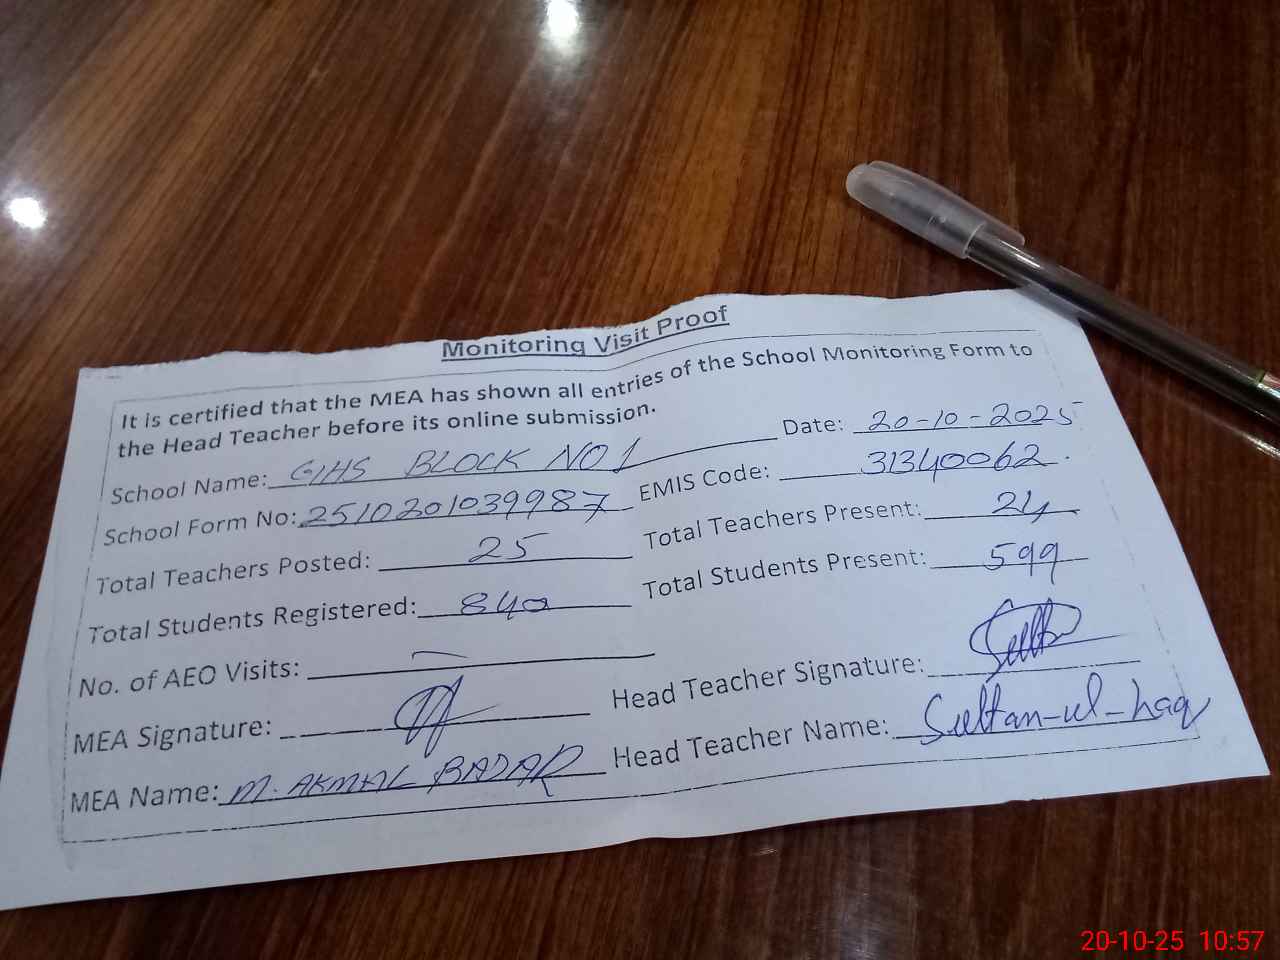 Monitoring Visit Proof
It is certified that the MEA has shown all entries of the School Monitoring Form to
the Head Teacher before its online submission.
Date: 20-10-2025
School Name: GHS BLOCK NO 1
EMIS Code: 31340062.
School Form No: 2510201039987
Total Teachers Present: 24
Total Teachers Posted: 25
Total Students Present: 599
Total Students Registered: 840
No. of AEO Visits: —
Head Teacher Signature:
MEA Signature:
Head Teacher Name: Sultan-ul-haq
MEA Name: M. AKMAL BADAR
20-10-25 10:57